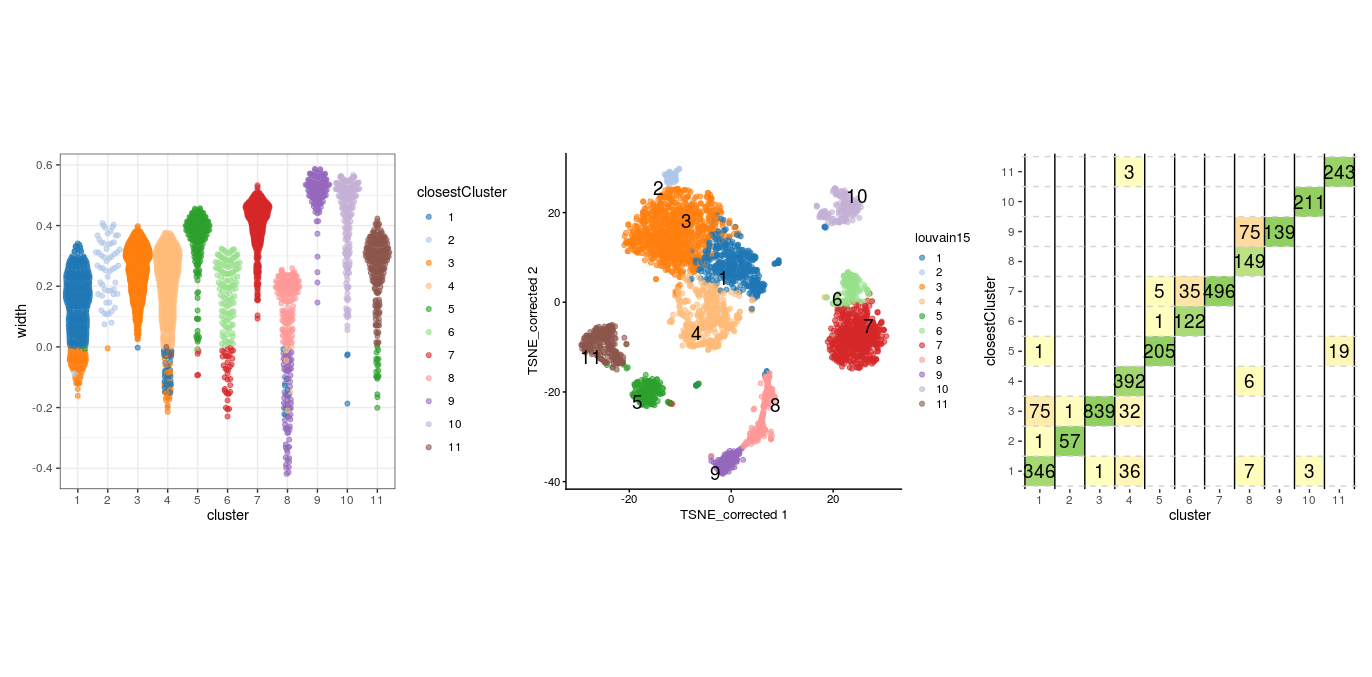 0.6
0.4
0.2
0.0
-0.2
-0.4
width
1 2 3 4 5 6 7 8 9 10 11
cluster
closestCluster
1
2
3
4
5
6
7
8
9
10
11
20
0
-20
-40
TSNE_corrected 2
2
3
10
1
6
7
4
11
5
8
9
-20 0 20
TSNE_corrected 1
louvain15
1
2
3
4
5
6
7
8
9
10
11
closestCluster
11 3 243
10 211
9 75 139
8 149
7 5 35 496
6 1 122
5 1 205 19
4 392 6
3 75 1 839 32
2 1 57
1 346 1 36 7 3
1 2 3 4 5 6 7 8 9 10 11
cluster